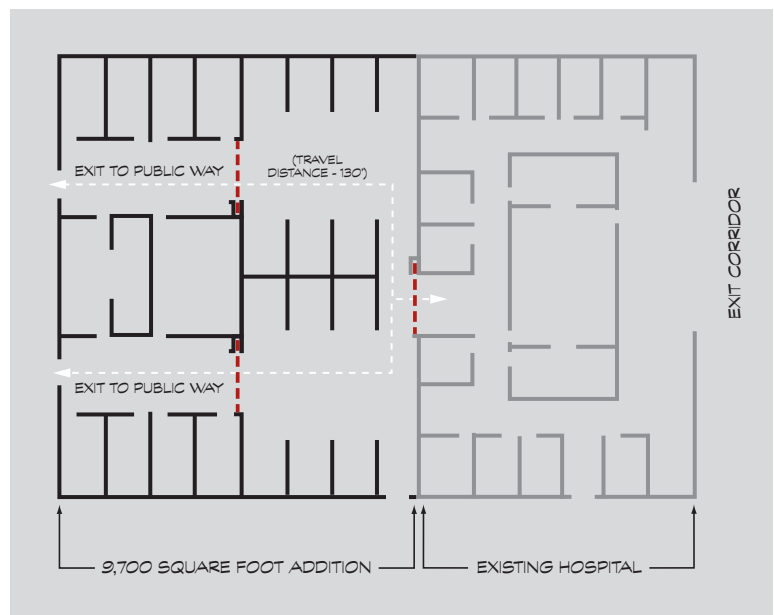 EXIT TO PUBLIC WAY
(TRAVEL
DISTANCE - 130')
EXIT CORRIDOR
EXIT TO PUBLIC WAY
9,700 SQUARE FOOT ADDITION
EXISTING HOSPITAL